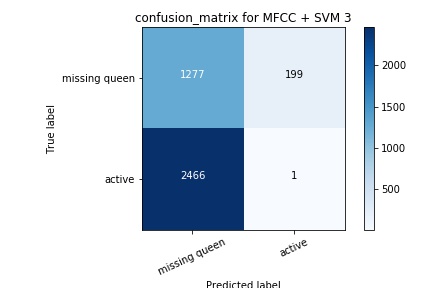 confusion_matrix for MFCC + SVM 3
True label
missing queen
1277
199
active
2466
1
missing queen
active
Predicted label
2000
1500
1000
500